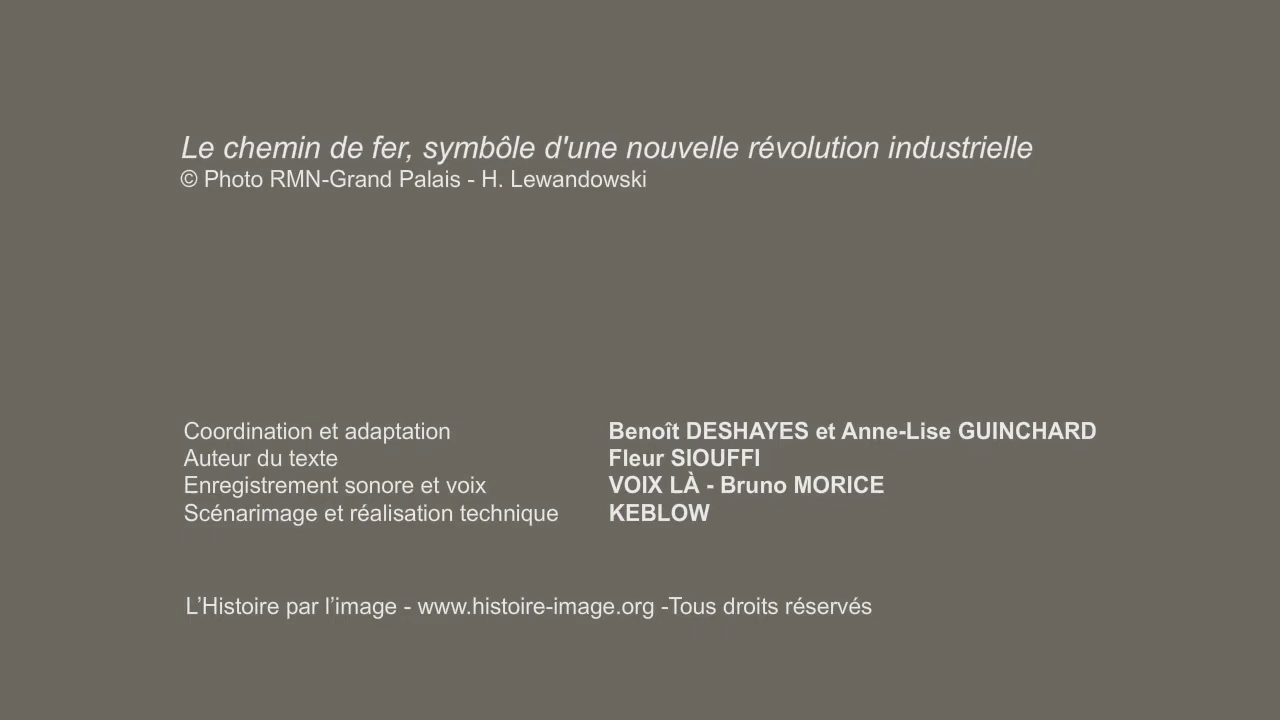 Le chemin de fer, symbôle d'une nouvelle révolution industrielle
© Photo RMN-Grand Palais - H. Lewandowski
Coordination et adaptation Benoît DESHAYES et Anne-Lise GUINCHARD
Auteur du texte Fleur SIOUFFI
Enregistrement sonore et voix VOIX LÀ - Bruno MORICE
Scénarimage et réalisation technique KEBLOW
L’Histoire par l’image - www.histoire-image.org -Tous droits réservés